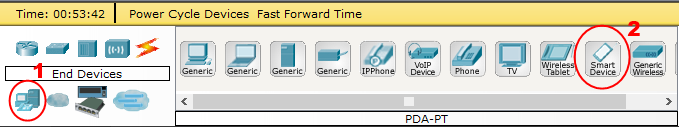 Time: 00:53:42 Power Cycle Devices Fast Forward Time
1
2
End Devices
Generic
Generic
Generic
Generic
IPPhone
VoIP
Device
Phone
TV
Wireless
Tablet
Smart
Device
Generic
Wireless
PDA-PT